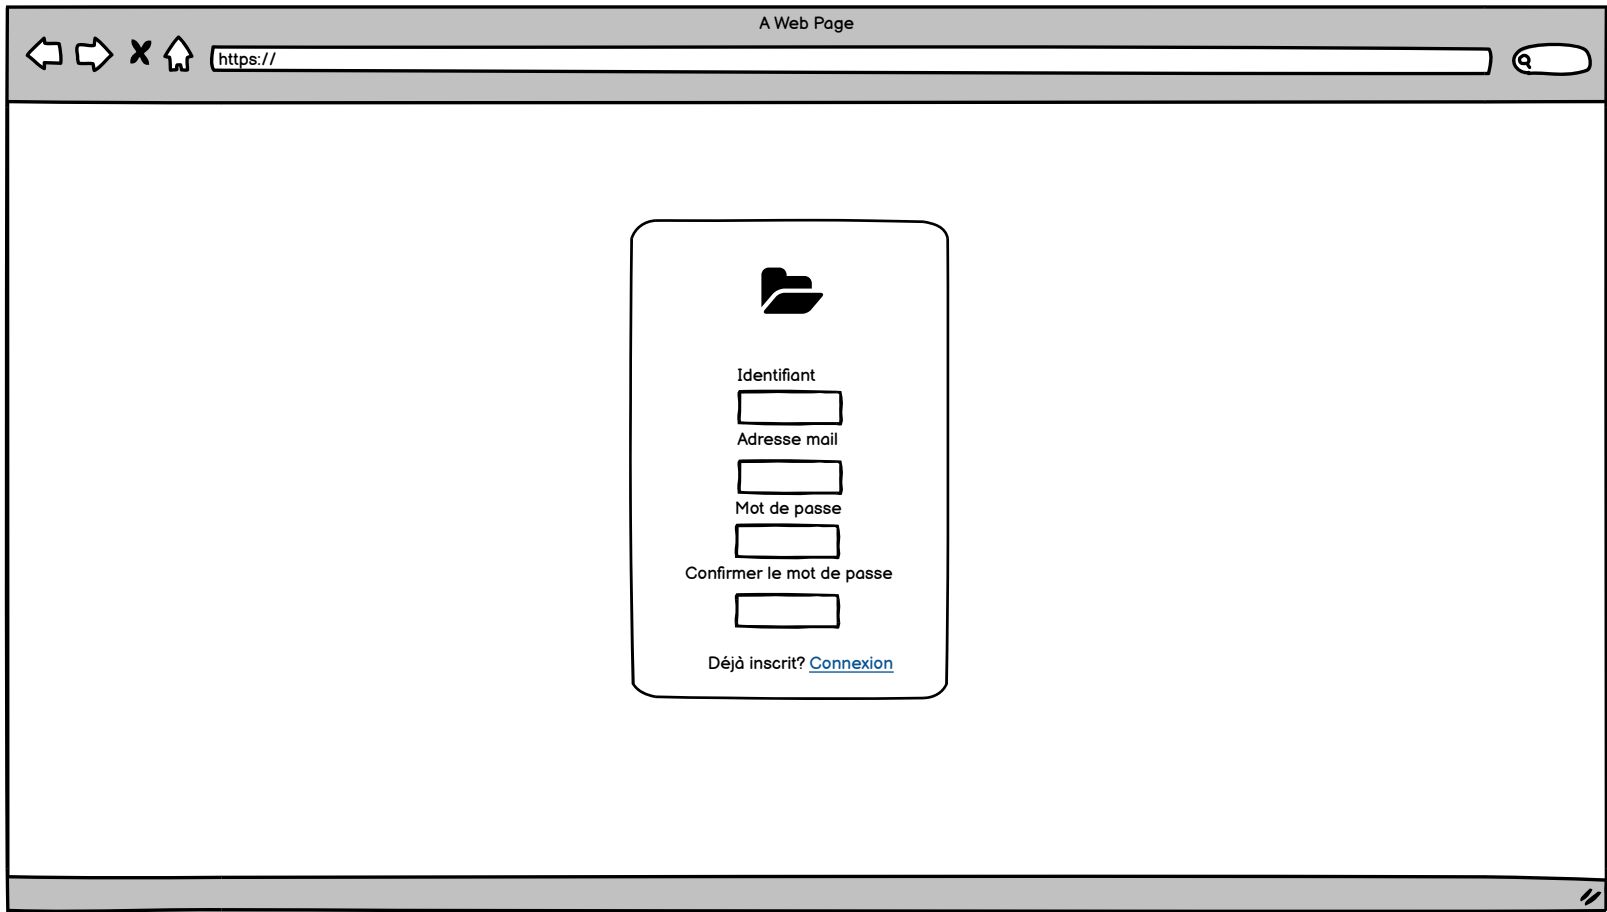 A Web Page
https://
Identifiant
Adresse mail
Mot de passe
Confirmer le mot de passe
Déjà inscrit? Connexion